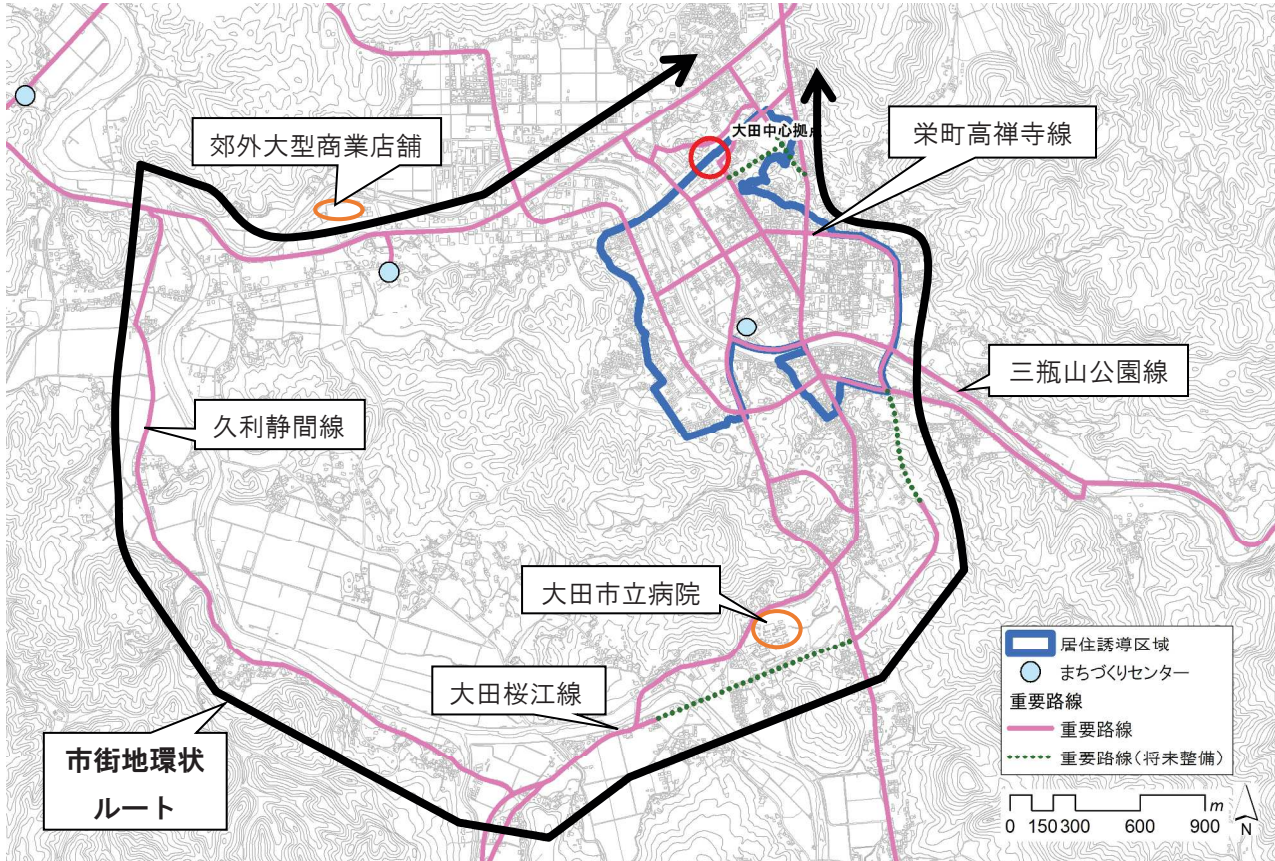 大田中心拠点
栄町高禅寺線
郊外大型商業店舗
三瓶山公園線
久利静間線
大田市立病院
大田桜江線
市街地環状
ルート
居住誘導区域
まちづくりセンター
重要路線
重要路線
重要路線(将来整備)
m
0 150 300 600 900
N